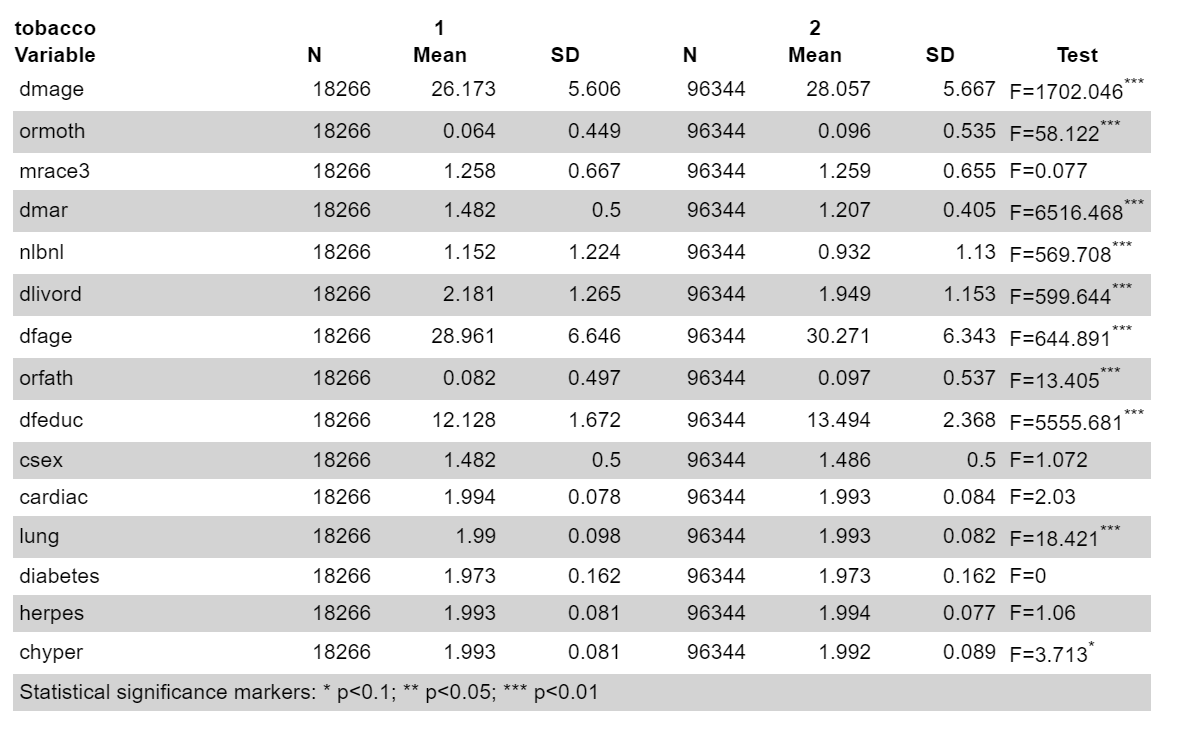 tobacco 1 2
Variable N Mean SD N Mean SD Test
dmage 18266 26.173 5.606 96344 28.057 5.667 F=1702.046***
ormoth 18266 0.064 0.449 96344 0.096 0.535 F=58.122***
mrace3 18266 1.258 0.667 96344 1.259 0.655 F=0.077
dmar 18266 1.482 0.5 96344 1.207 0.405 F=6516.468***
nlbnl 18266 1.152 1.224 96344 0.932 1.13 F=569.708***
dlivord 18266 2.181 1.265 96344 1.949 1.153 F=599.644***
dfage 18266 28.961 6.646 96344 30.271 6.343 F=644.891***
orfath 18266 0.082 0.497 96344 0.097 0.537 F=13.405***
dfeduc 18266 12.128 1.672 96344 13.494 2.368 F=5555.681***
csex 18266 1.482 0.5 96344 1.486 0.5 F=1.072
cardiac 18266 1.994 0.078 96344 1.993 0.084 F=2.03
lung 18266 1.99 0.098 96344 1.993 0.082 F=18.421***
diabetes 18266 1.973 0.162 96344 1.973 0.162 F=0
herpes 18266 1.993 0.081 96344 1.994 0.077 F=1.06
chyper 18266 1.993 0.081 96344 1.992 0.089 F=3.713*
Statistical significance markers: * p<0.1; ** p<0.05; *** p<0.01